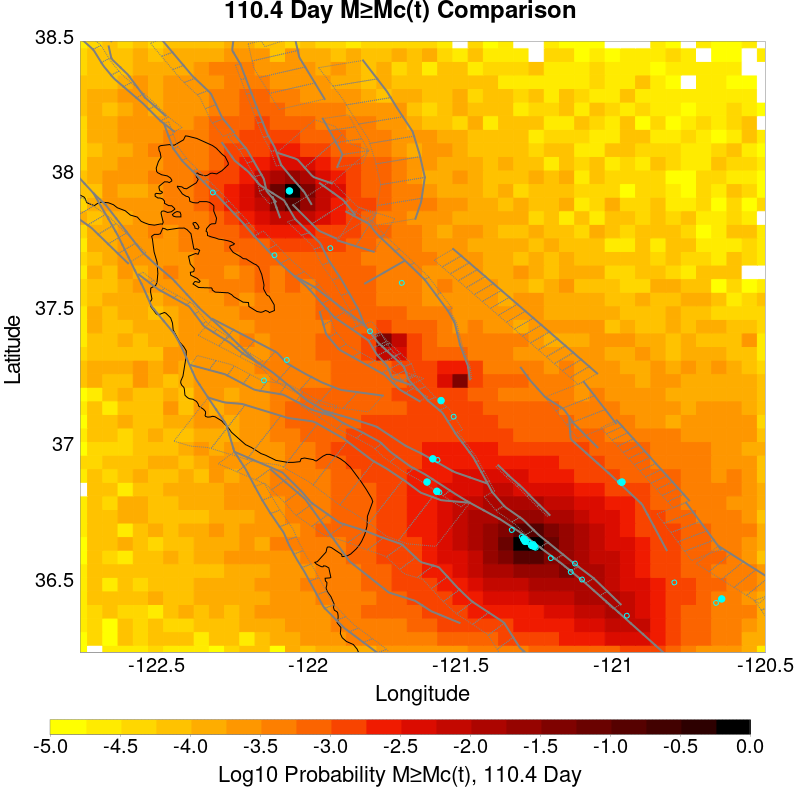 110.4 Day M≥Mc(t) Comparison
38.5
38
37.5
37
36.5
Latitude
-122.5 -122 -121.5 -121 -120.5
Longitude
-5.0 -4.5 -4.0 -3.5 -3.0 -2.5 -2.0 -1.5 -1.0 -0.5 0.0
Log10 Probability M≥Mc(t), 110.4 Day